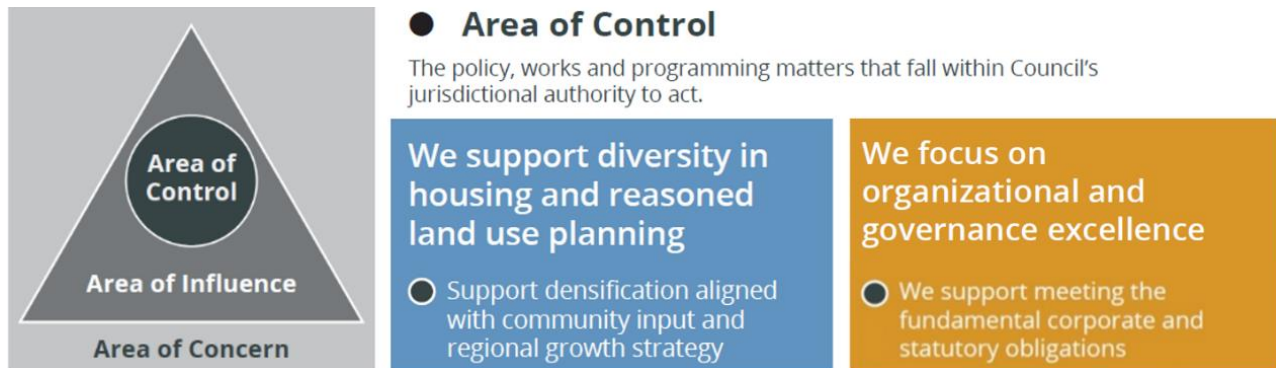 Area of
Control
Area of Influence
Area of Concern
Area of Control
The policy, works and programming matters that fall within Council's
jurisdictional authority to act.
We support diversity in
housing and reasoned
land use planning
Support densification aligned
with community input and
regional growth strategy
We focus on
organizational and
governance excellence
We support meeting the
fundamental corporate and
statutory obligations